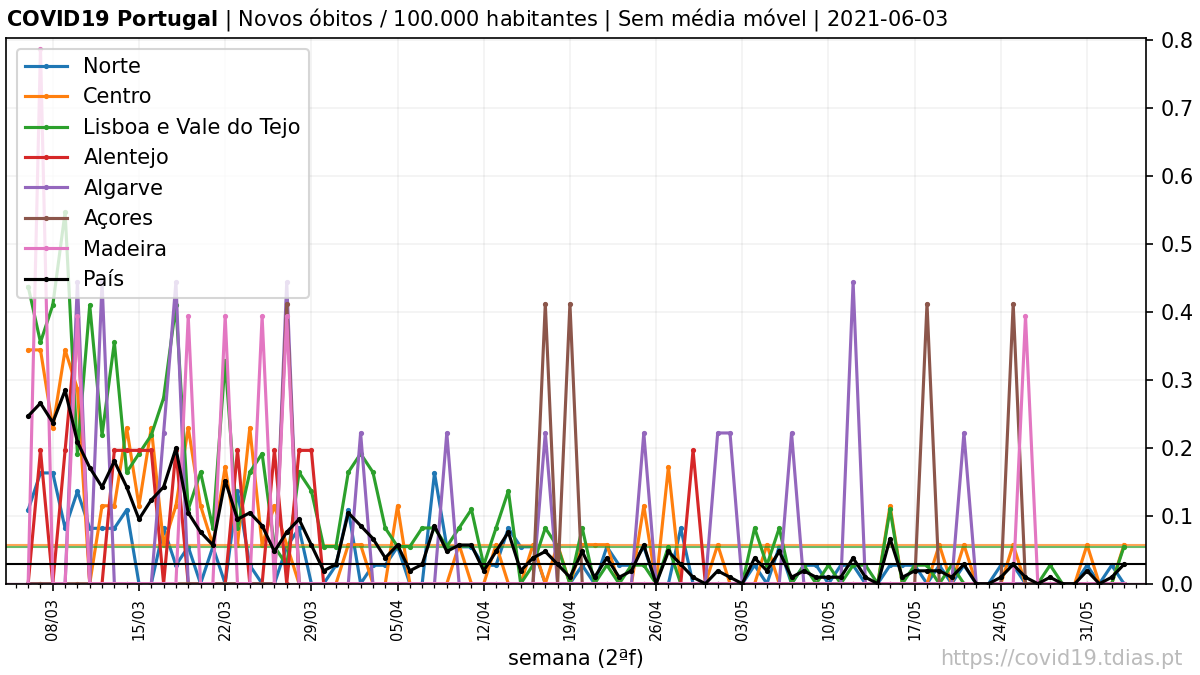 COVID19 Portugal | Novos óbitos / 100.000 habitantes | Sem média móvel | 2021-06-03
Norte
Centro
Lisboa e Vale do Tejo
Alentejo
Algarve
Açores
Madeira
País
0.8
0.7
0.6
0.5
0.4
0.3
0.2
0.1
0.0
08/03
15/03
22/03
29/03
05/04
12/04
19/04
26/04
03/05
10/05
17/05
24/05
31/05
semana (2ªf)
https://covid19.tdias.pt